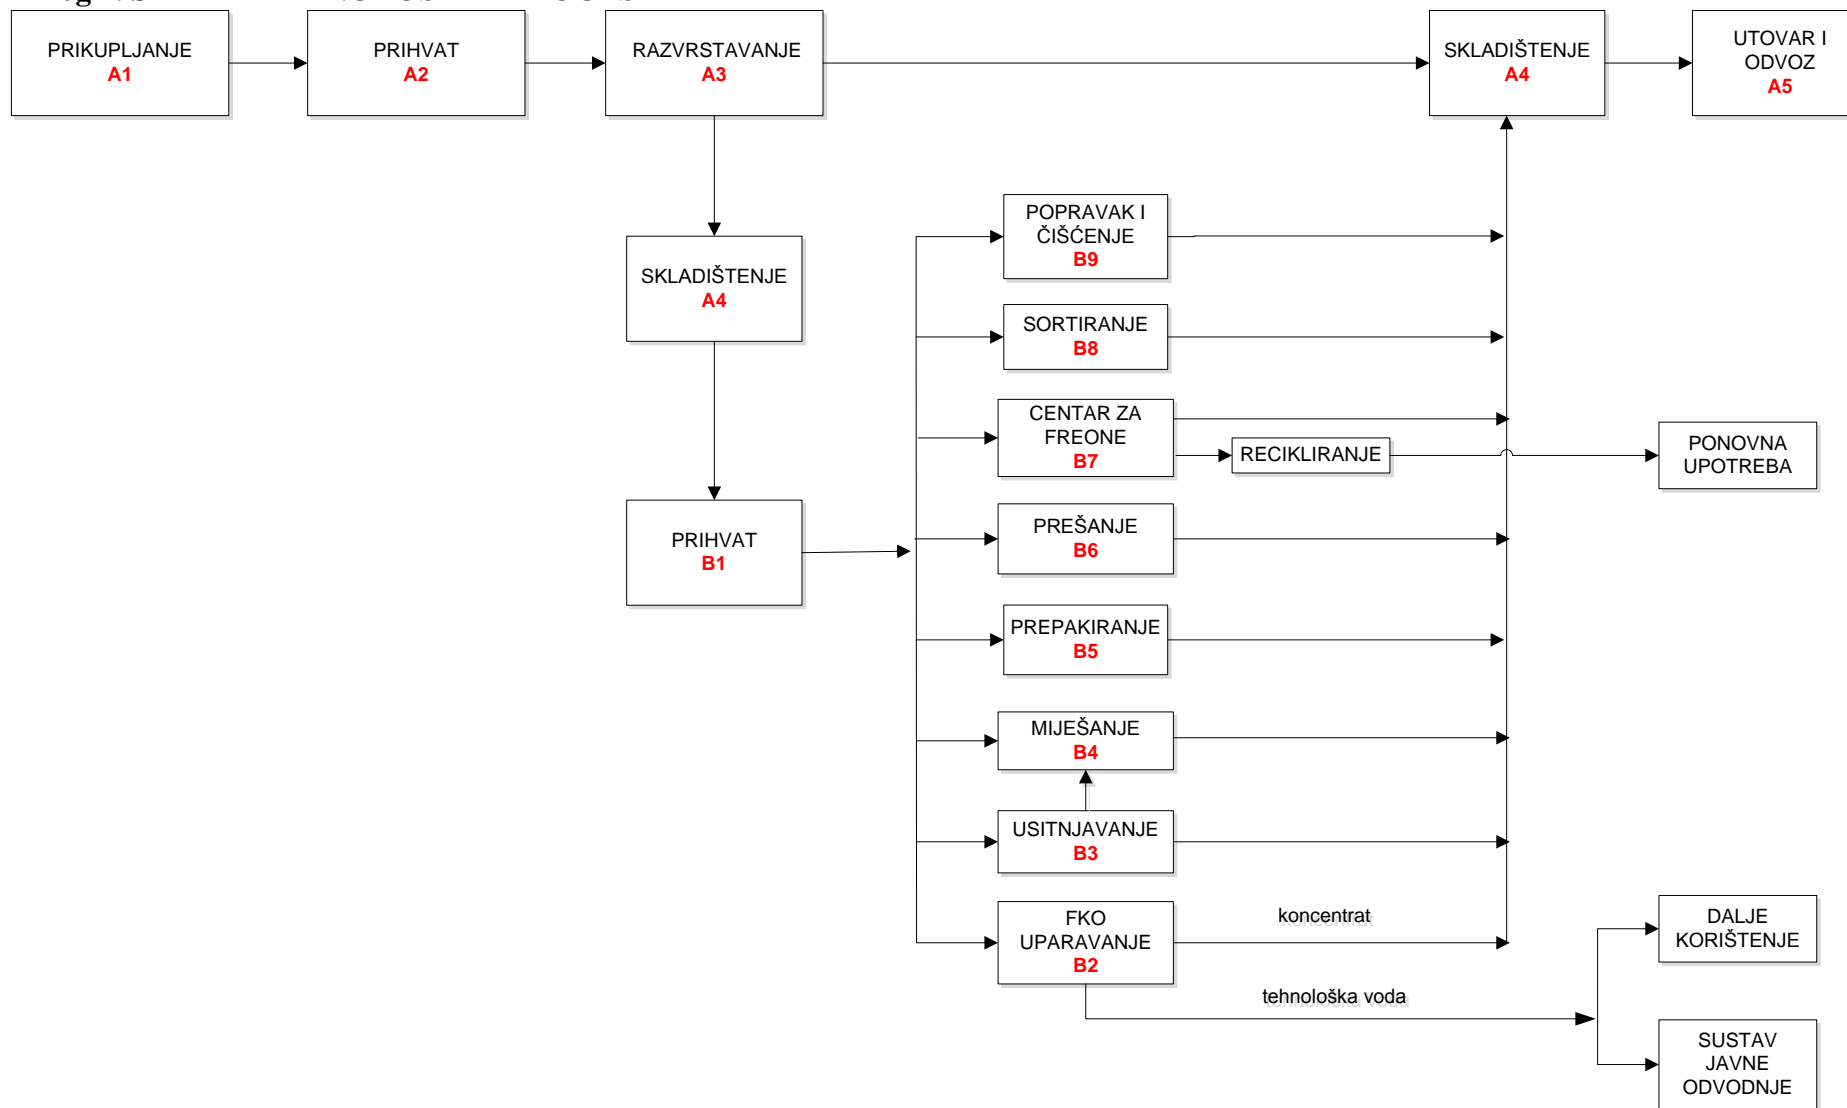 PRIKUPLJANJE
A1
PRIHVAT
A2
RAZVRSTAVANJE
A3
SKLADIŠTENJE
A4
UTOVAR I
ODVOZ
A5
POPRAVAK I
ČIŠĆENJE
B9
SKLADIŠTENJE
A4
SORTIRANJE
B8
CENTAR ZA
FREONE
B7
RECIKLIRANJE
PONOVNA
UPOTREBA
PRIHVAT
B1
PREŠANJE
B6
PREPAKIRANJE
B5
MIJEŠANJE
B4
USITNJAVANJE
B3
FKO
UPARAVANJE
B2
koncentrat
tehnološka voda
DALJE
KORIŠTENJE
SUSTAV
JAVNE
ODVODNJE